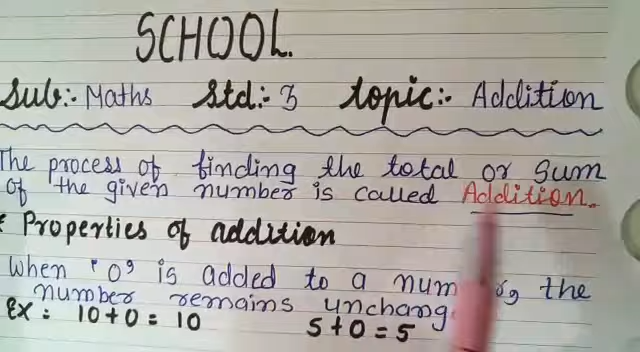 SCHOOL.
Sub:- Maths Std:- 3 topic:- Addition
The process of finding the total or sum
of the given number is called Addition.
* Properties of addition
When '0' is added to a the
number remains
Ex: 10+0=10 5+0=5